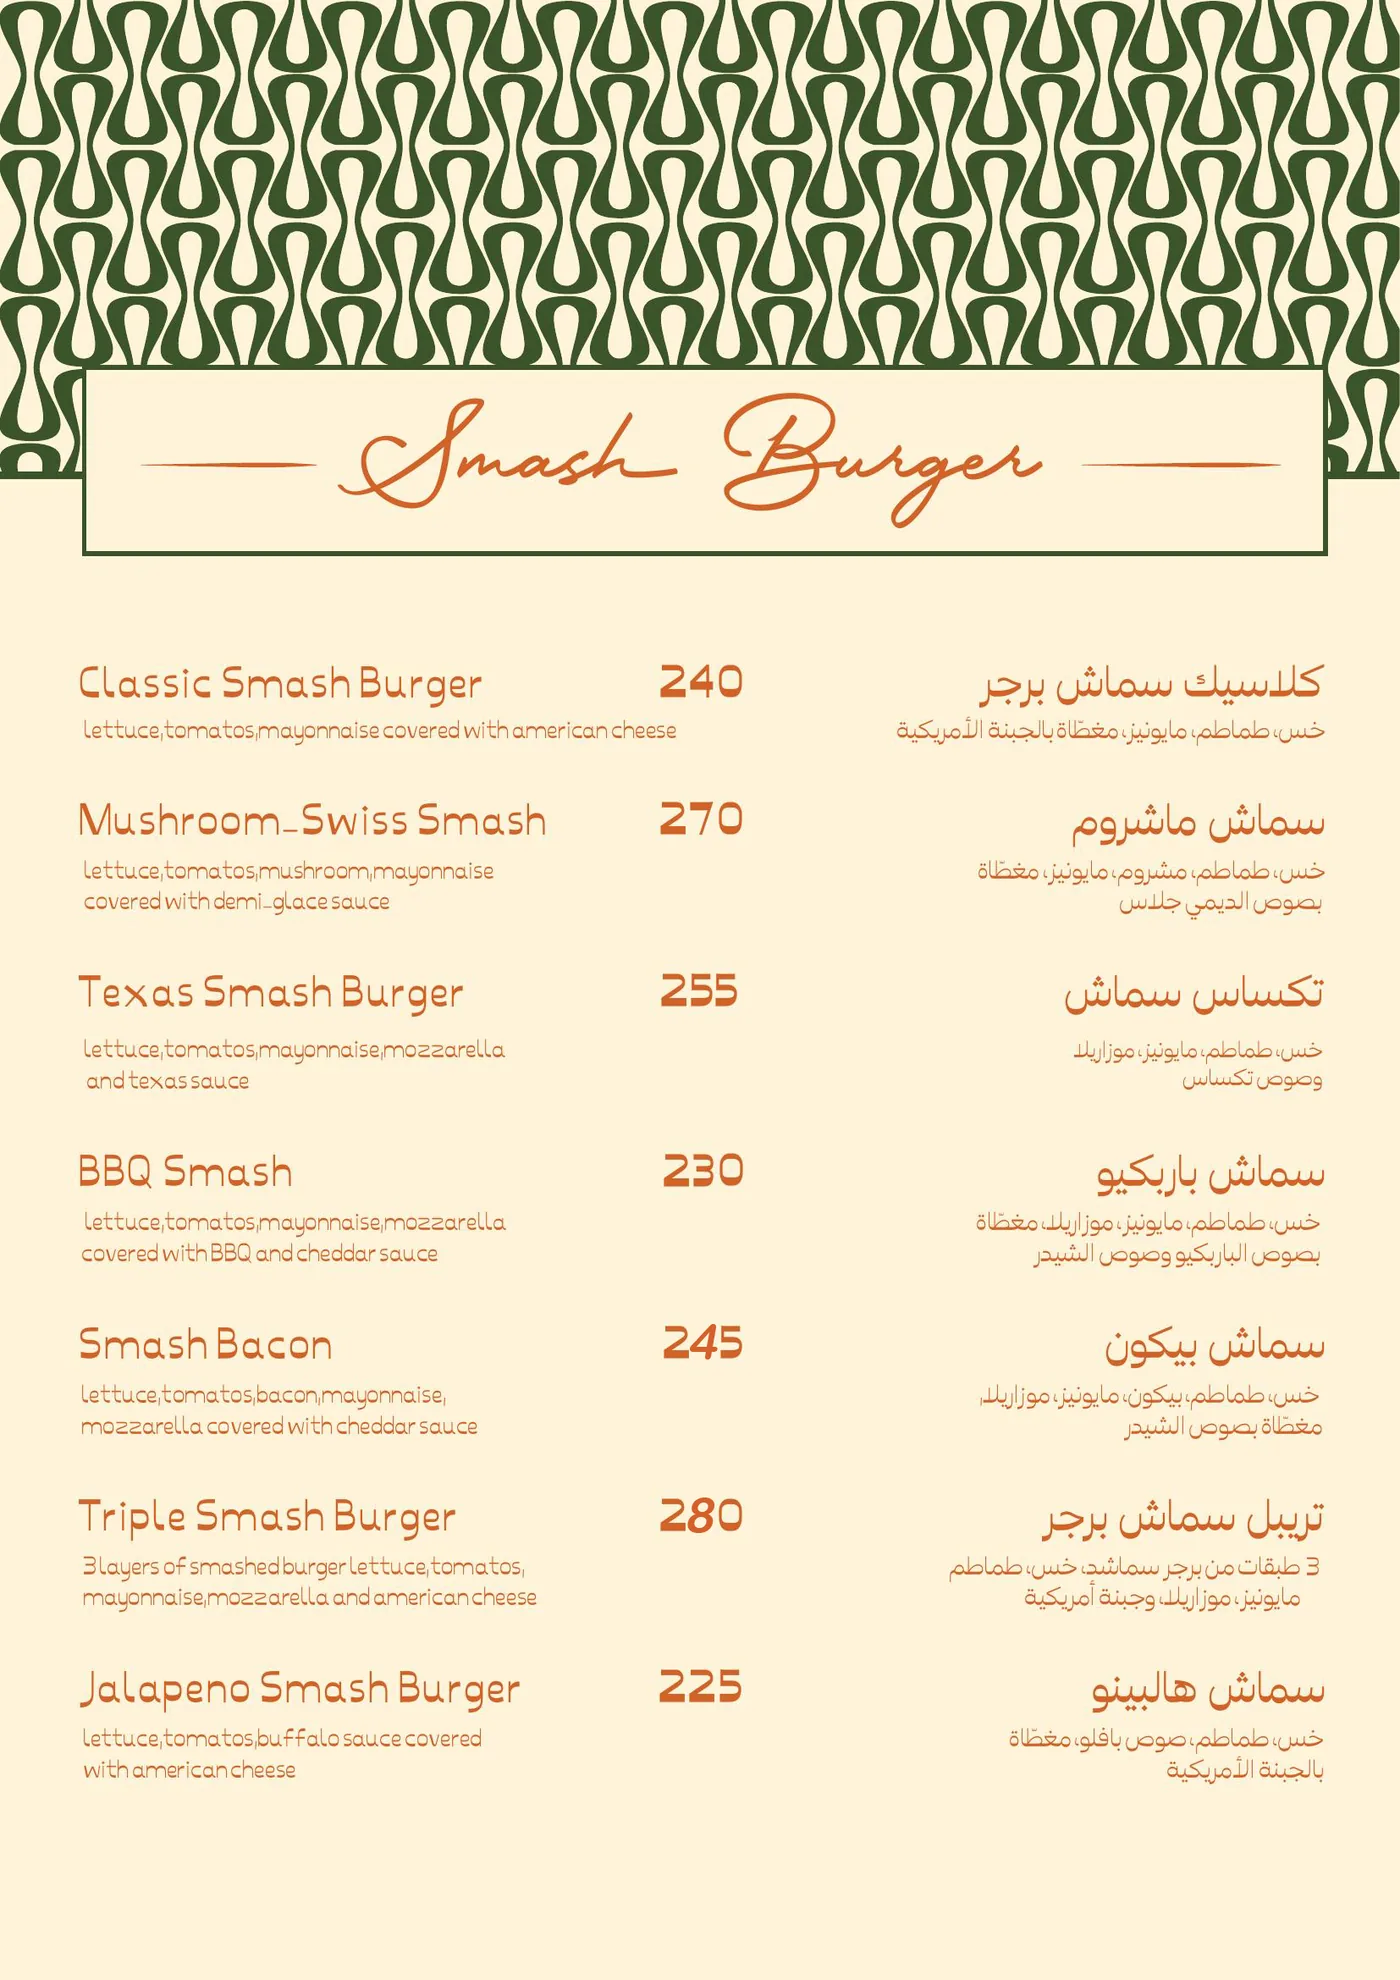 Smash Burger
Classic Smash Burger 240 كلاسيك سماش برجر
lettuce,tomatos,mayonnaise covered with american cheese خس، طماطم، مايونيز، مغطّاة بالجبنة الأمريكية
Mushroom-Swiss Smash 270 سماش ماشروم
lettuce,tomatos,mushroom,mayonnaise خس، طماطم، مشروم، مايونيز، مغطّاة
covered with demi-glace sauce بصوص الديمي جلاس
Texas Smash Burger 255 تكساس سماش
lettuce,tomatos,mayonnaise,mozzarella خس، طماطم، مايونيز، موزاريلا
and texas sauce وصوص تكساس
BBQ Smash 230 سماش باربكيو
lettuce,tomatos,mayonnaise,mozzarella خس، طماطم، مايونيز، موزاريلا، مغطّاة
covered with BBQ and cheddar sauce بصوص الباربكيو وصوص الشيدر
Smash Bacon 245 سماش بيكون
lettuce,tomatos,bacon,mayonnaise, خس، طماطم، بيكون، مايونيز، موزاريلا,
mozzarella covered with cheddar sauce مغطّاة بصوص الشيدر
Triple Smash Burger 280 تريبل سماش برجر
3 layers of smashed burger lettuce,tomatos, 3 طبقات من برجر سماشد، خس، طماطم
mayonnaise,mozzarella and american cheese مايونيز، موزاريلا، وجبنة أمريكية
Jalapeno Smash Burger 225 سماش هالبينو
lettuce,tomatos,buffalo sauce covered خس، طماطم، صوص بافلو، مغطّاة
with american cheese بالجبنة الأمريكية